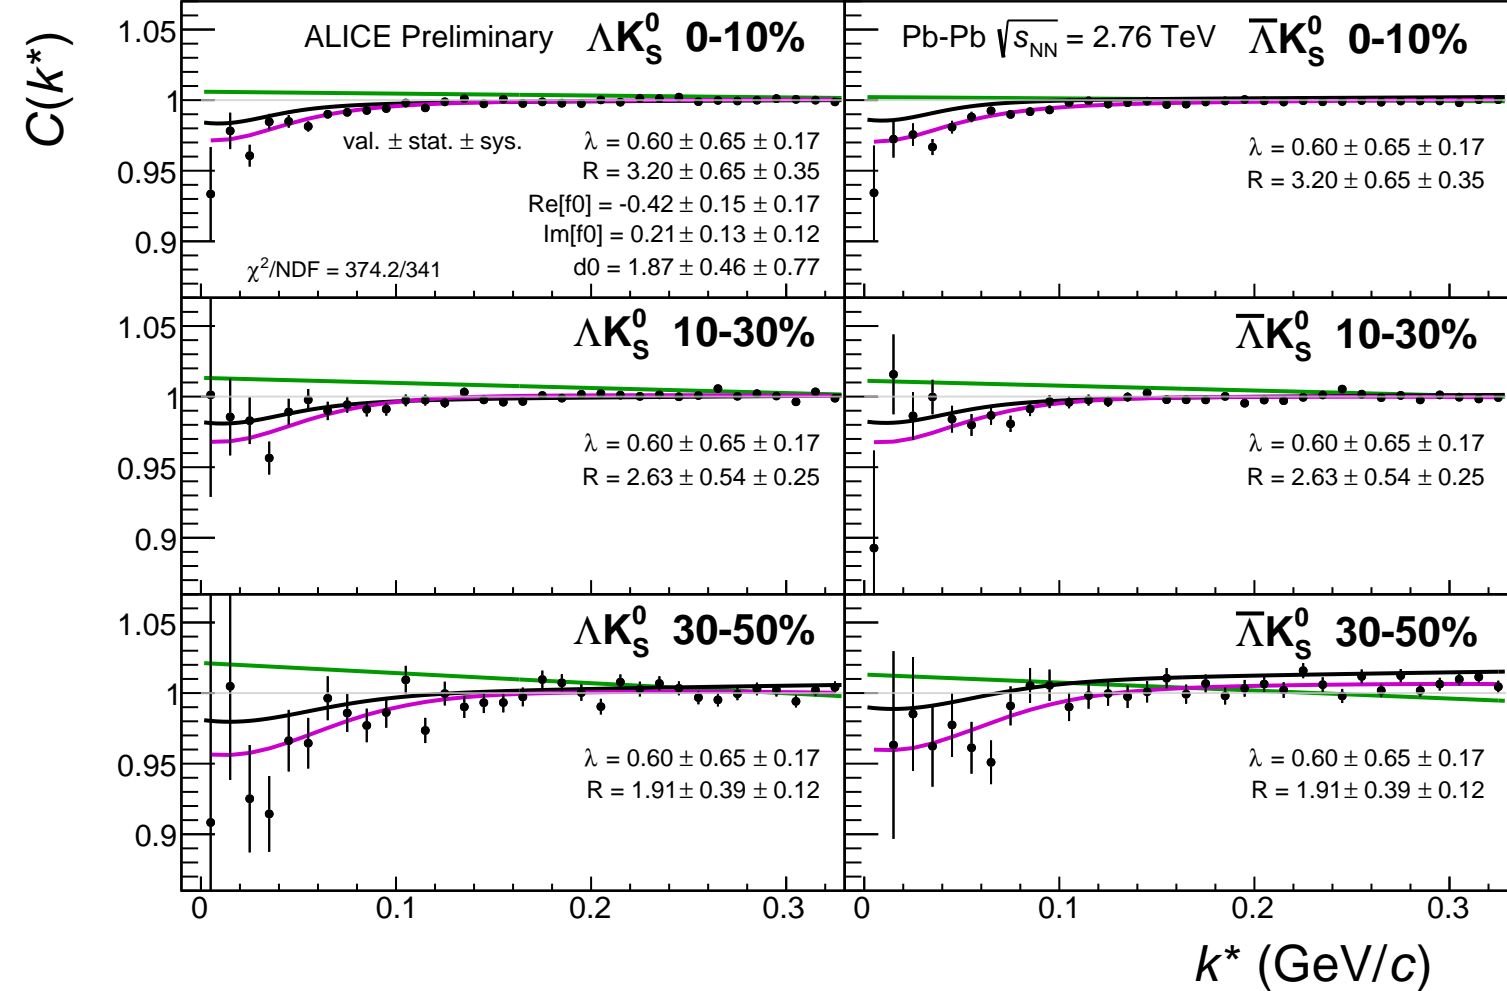 C(k*)
ALICE Preliminary ΛK⁰S 0-10%
val. ± stat. ± sys.
λ = 0.60 ± 0.65 ± 0.17
R = 3.20 ± 0.65 ± 0.35
Re[f0] = -0.42 ± 0.15 ± 0.17
Im[f0] = 0.21 ± 0.13 ± 0.12
d0 = 1.87 ± 0.46 ± 0.77
χ²/NDF = 374.2/341
1.05
1
0.95
0.9
Pb-Pb √sNN = 2.76 TeV Λ̅K⁰S 0-10%
λ = 0.60 ± 0.65 ± 0.17
R = 3.20 ± 0.65 ± 0.35
ΛK⁰S 10-30%
λ = 0.60 ± 0.65 ± 0.17
R = 2.63 ± 0.54 ± 0.25
1.05
1
0.95
0.9
Λ̅K⁰S 10-30%
λ = 0.60 ± 0.65 ± 0.17
R = 2.63 ± 0.54 ± 0.25
ΛK⁰S 30-50%
λ = 0.60 ± 0.65 ± 0.17
R = 1.91 ± 0.39 ± 0.12
1.05
1
0.95
0.9
Λ̅K⁰S 30-50%
λ = 0.60 ± 0.65 ± 0.17
R = 1.91 ± 0.39 ± 0.12
0 0.1 0.2 0.3
0 0.1 0.2 0.3
k* (GeV/c)